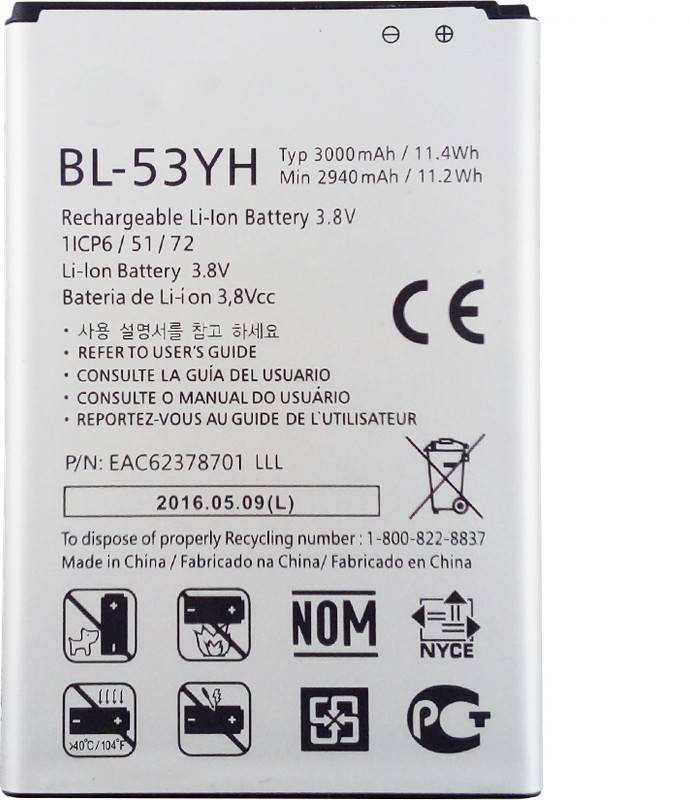 ⊖ ⊕
BL-53YH
Typ 3000mAh / 11.4Wh
Min 2940mAh / 11.2Wh
Rechargeable Li-Ion Battery 3.8V
1ICP6 / 51 / 72
Li-Ion Battery 3.8V
Bateria de Li-ion 3,8Vcc
CE
• 사용 설명서를 참고 하세요
• REFER TO USER'S GUIDE
• CONSULTE LA GUÍA DEL USUARIO
• CONSULTE O MANUAL DO USUÁRIO
• REPORTEZ-VOUS AU GUIDE DE L'UTILISATEUR
P/N: EAC62378701 LLL
2016.05.09(L)
To dispose of properly Recycling number : 1-800-822-8837
Made in China / Fabricado na China/ Fabricado en China
NOM
NYCE
>40°C/104°F
PCT